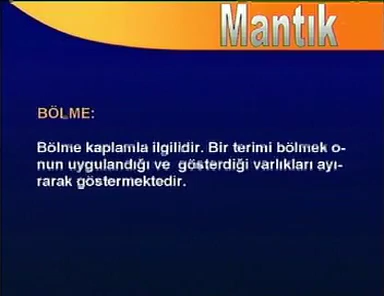 Mantık
BÖLME:
Bölme kaplamla ilgilidir. Bir terimi bölmek o-
nun uygulandığı ve gösterdiği varlıkları ayı-
rarak göstermektedir.